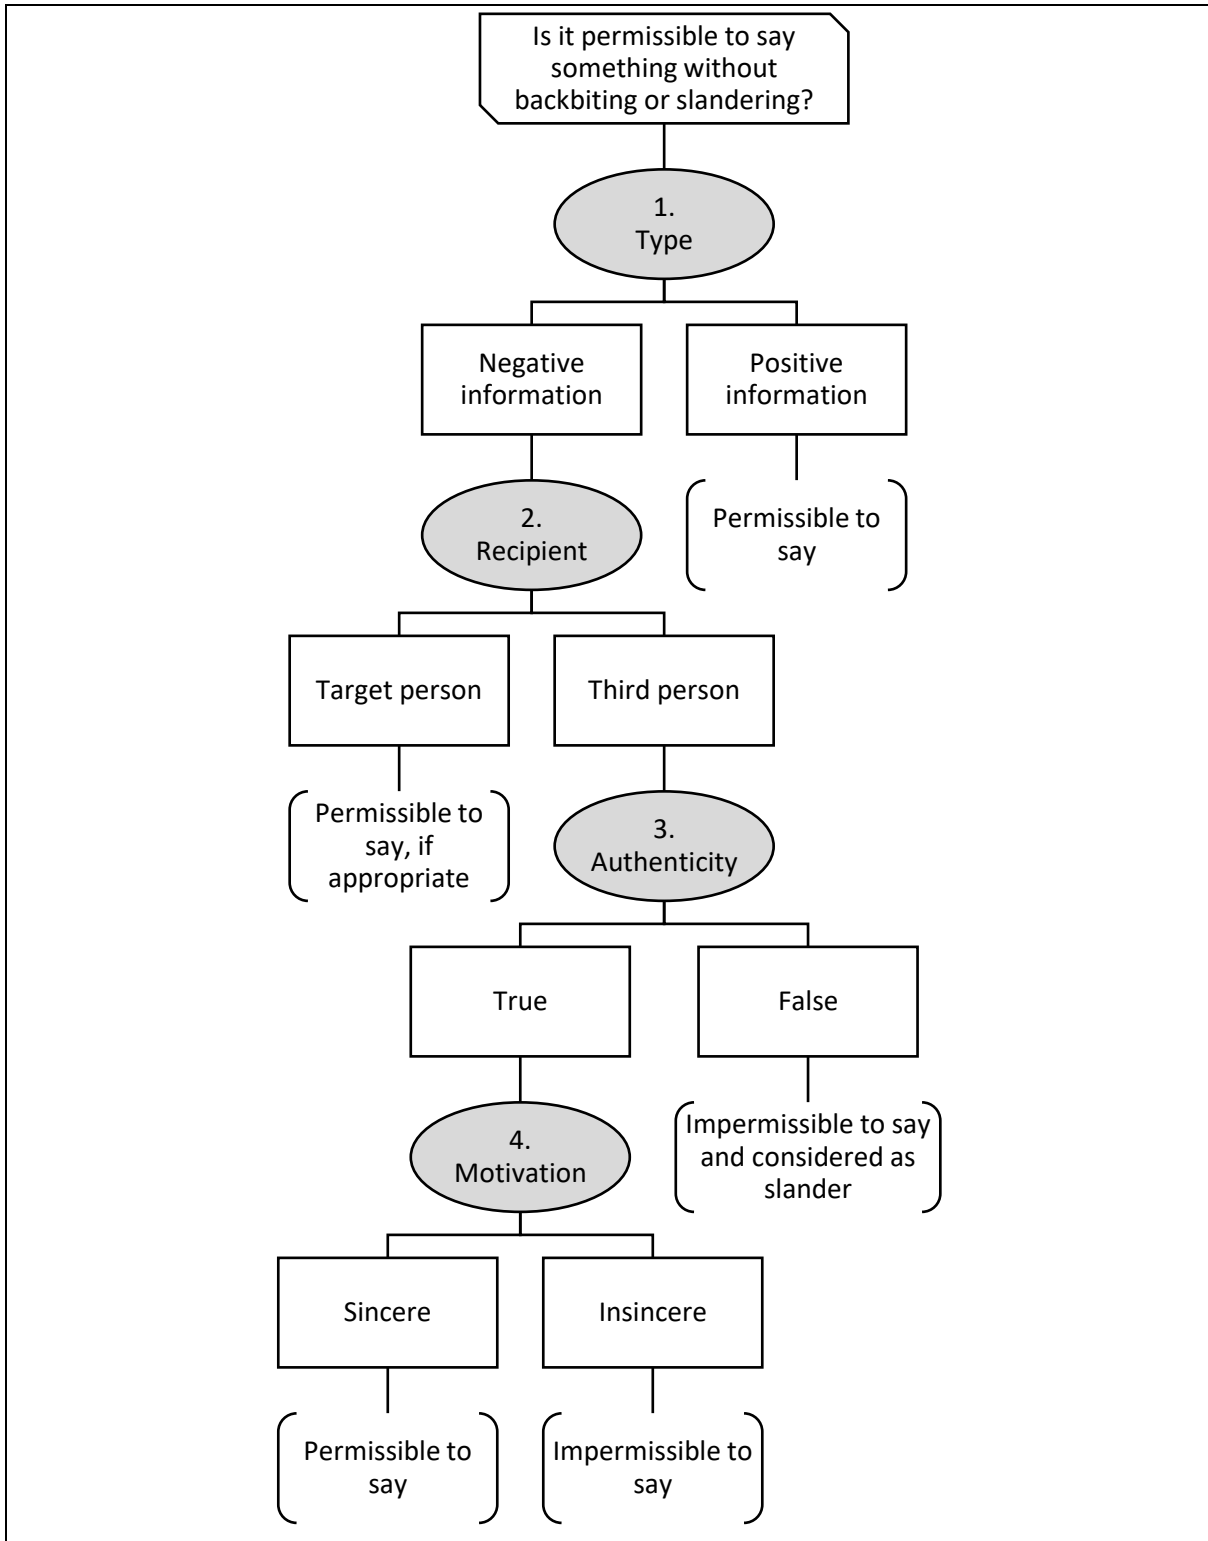 Is it permissible to say
something without
backbiting or slandering?
1.
Type
Negative
information
Positive
information
2.
Recipient
Permissible to
say
Target person
Third person
Permissible to
say, if
appropriate
3.
Authenticity
True
False
4.
Motivation
Impermissible to say
and considered as
slander
Sincere
Insincere
Permissible to
say
Impermissible to
say